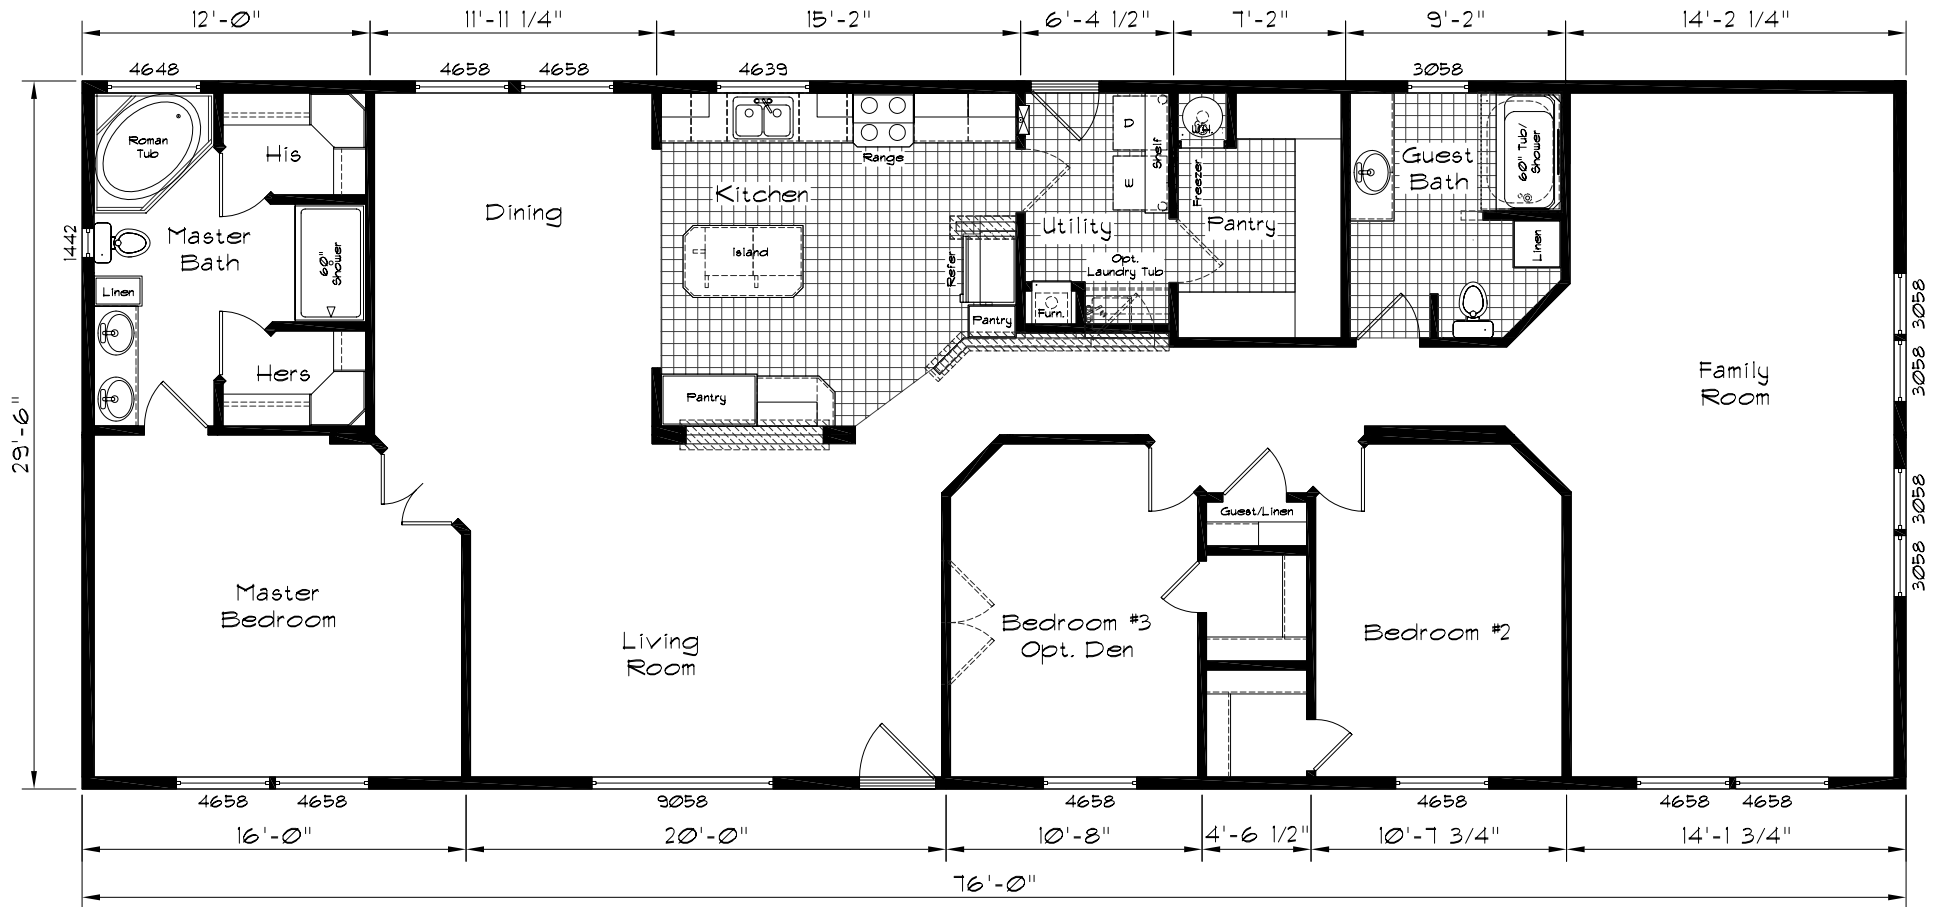 12'-0"
11'-11 1/4"
15'-2"
6'-4 1/2"
7'-2"
9'-2"
14'-2 1/4"
4648
4658
4658
4639
3058
Roman
Tub
His
Master
Bath
60"
Shower
Linen
Hers
1442
29'-6"
Dining
Kitchen
Range
Island
Refer
Pantry
Pantry
D
Shelf
E
Utility
Opt.
Laundry Tub
Furn.
Freezer
Pantry
Guest
Bath
60" Tub/
Shower
Linen
Family
Room
3058
3058
3058
3058
Master
Bedroom
Living
Room
Bedroom #3
Opt. Den
Guest/Linen
Bedroom #2
4658
4658
9058
4658
4658
4658
4658
16'-0"
20'-0"
10'-8"
4'-6 1/2"
10'-7 3/4"
14'-1 3/4"
76'-0"